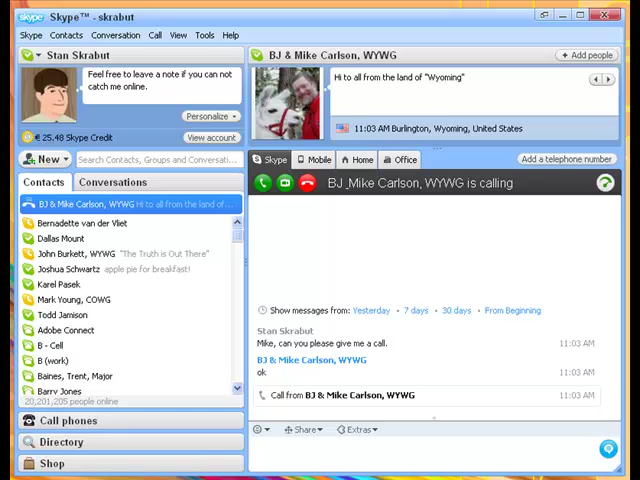 Skype™ - skrabut
Skype Contacts Conversation Call View Tools Help
Stan Skrabut
Feel free to leave a note if you can not
catch me online.
Personalize
€ 25.48 Skype Credit
View account
New
Search Contacts, Groups and Conversati...
Contacts Conversations
BJ & Mike Carlson, WYWG Hi to all from the land of "...
Bernadette van der Vliet
Dallas Mount
John Burkett, WYWG "The Truth is Out There"
Joshua Schwartz apple pie for breakfast!
Karel Pasek
Mark Young, COWG
Todd Jamison
Adobe Connect
B - Cell
B (work)
Baines, Trent, Major
Barry Jones
20,201,205 people online
Call phones
Directory
Shop
BJ & Mike Carlson, WYWG
Add people
Hi to all from the land of "Wyoming"
11:03 AM Burlington, Wyoming, United States
Skype Mobile Home Office
Add a telephone number
BJ_Mike Carlson, WYWG is calling
Show messages from: Yesterday • 7 days • 30 days • From Beginning
Stan Skrabut
Mike, can you please give me a call. 11:03 AM
BJ & Mike Carlson, WYWG
ok 11:03 AM
Call from BJ & Mike Carlson, WYWG 11:03 AM
Share Extras